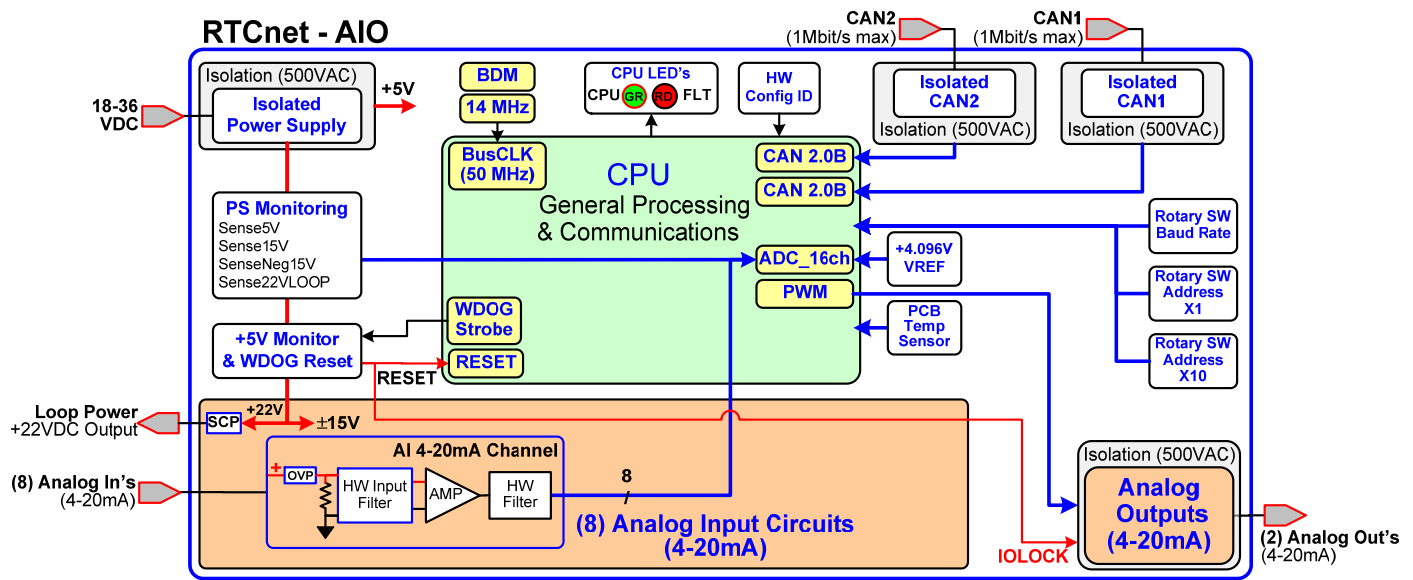 RTCnet - AIO
CAN2
(1Mbit/s max)
CAN1
(1Mbit/s max)
Isolation (500VAC)
Isolated
Power Supply
+5V
18-36
VDC
BDM
14 MHz
CPU LED's
CPU GR RD FLT
HW
Config ID
Isolated
CAN2
Isolation (500VAC)
Isolated
CAN1
Isolation (500VAC)
BusCLK
(50 MHz)
CPU
General Processing
& Communications
CAN 2.0B
CAN 2.0B
ADC_16ch
PWM
PS Monitoring
Sense5V
Sense15V
SenseNeg15V
Sense22VLOOP
+4.096V
VREF
PCB
Temp
Sensor
Rotary SW
Baud Rate
Rotary SW
Address
X1
Rotary SW
Address
X10
WDOG
Strobe
RESET
+5V Monitor
& WDOG Reset
RESET
Loop Power
+22VDC Output
SCP
+22V
±15V
AI 4-20mA Channel
(8) Analog In's
(4-20mA)
+
OVP
HW Input
Filter
AMP
HW
Filter
8
/
(8) Analog Input Circuits
(4-20mA)
Isolation (500VAC)
Analog
Outputs
(4-20mA)
IOLOCK
(2) Analog Out's
(4-20mA)